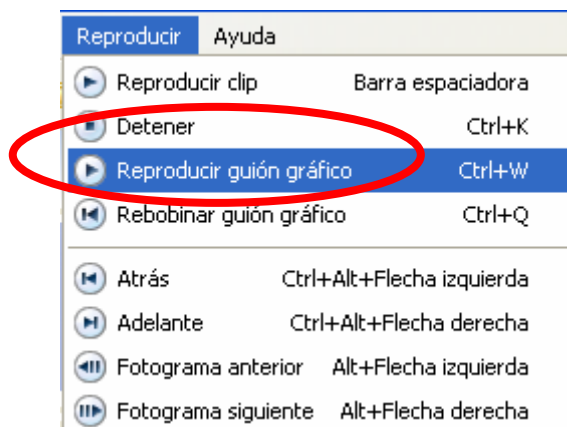 Reproducir Ayuda
Reproducir clip Barra espaciadora
Detener Ctrl+K
Reproducir guión gráfico Ctrl+W
Rebobinar guión gráfico Ctrl+Q
Atrás Ctrl+Alt+Flecha izquierda
Adelante Ctrl+Alt+Flecha derecha
Fotograma anterior Alt+Flecha izquierda
Fotograma siguiente Alt+Flecha derecha